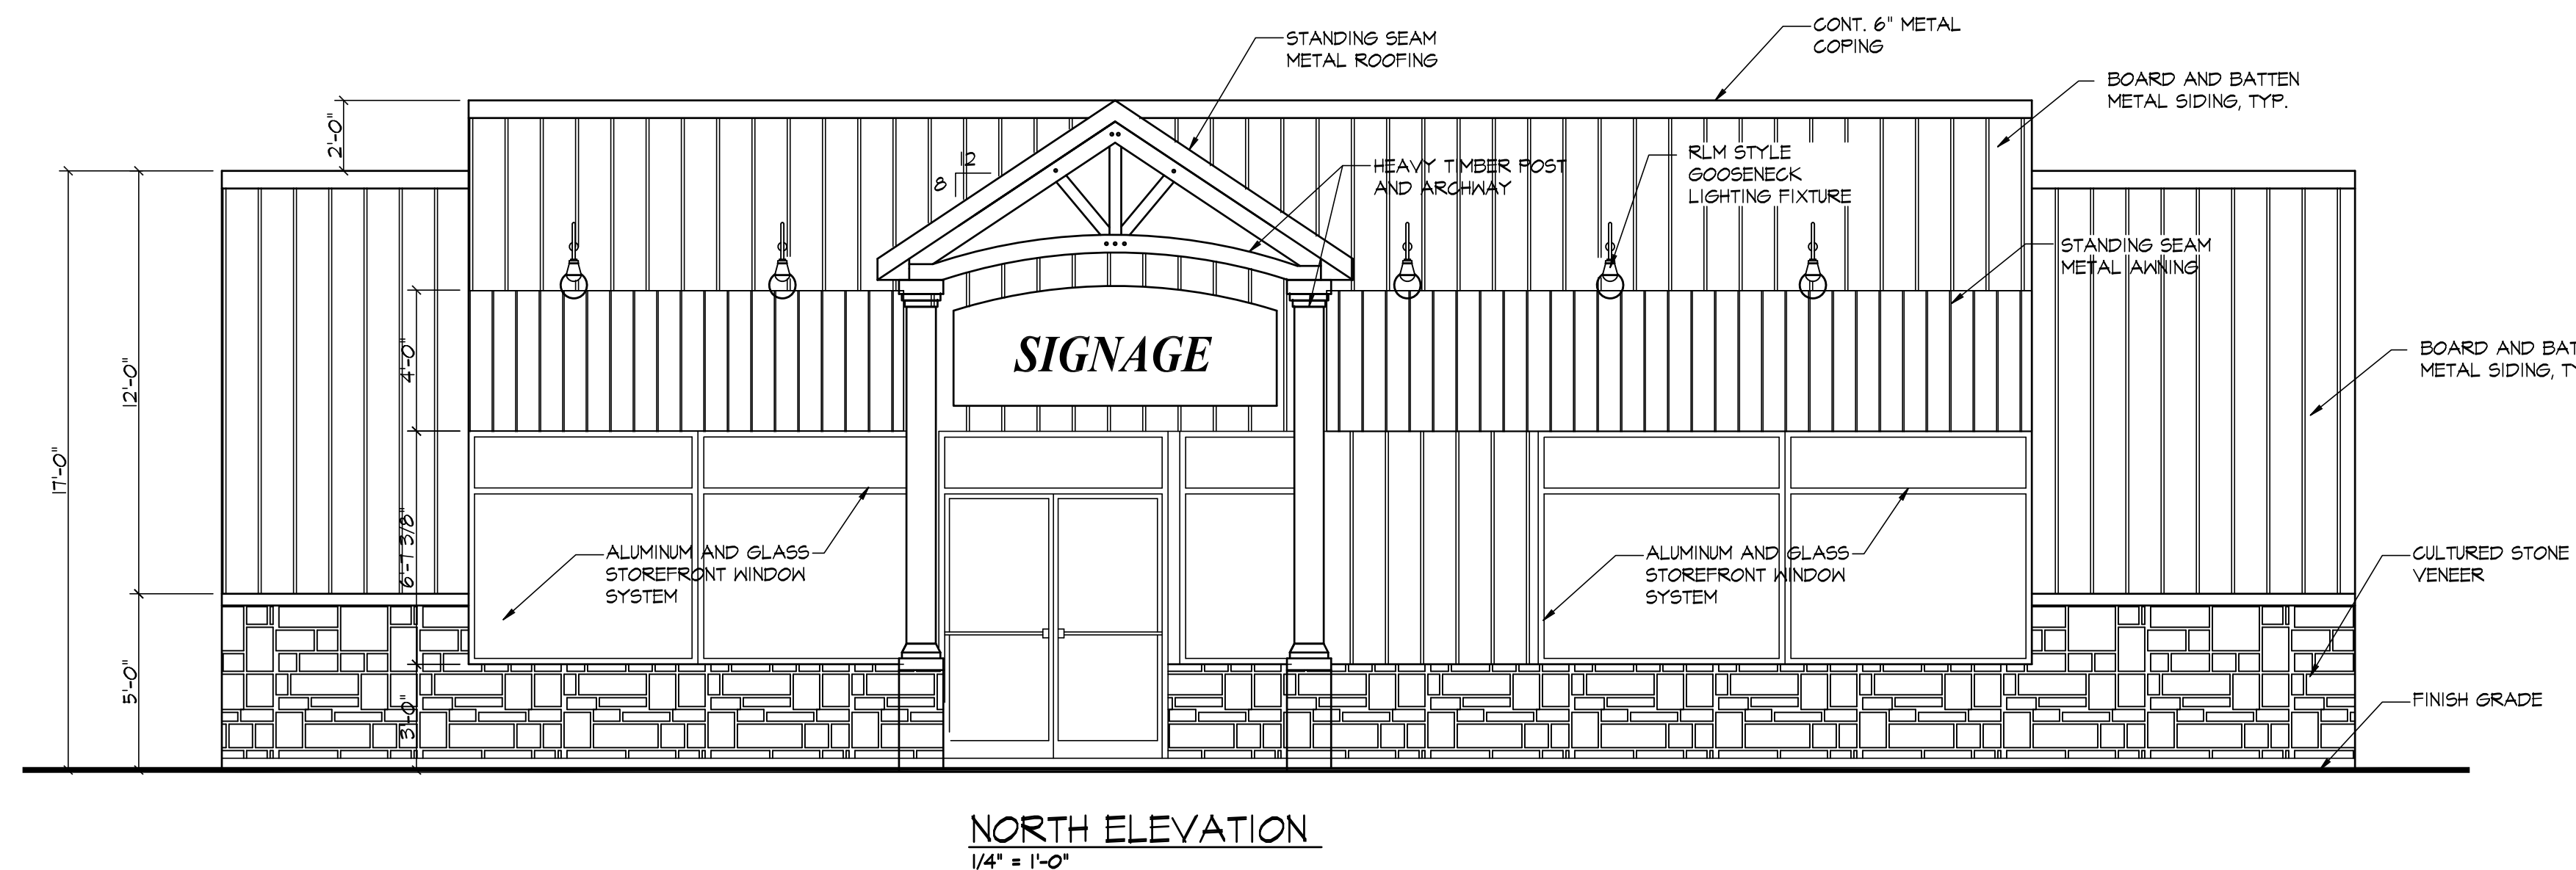 CONT. 6" METAL
COPING
STANDING SEAM
METAL ROOFING
BOARD AND BATTEN
METAL SIDING, TYP.
2'-0"
12
8
HEAVY TIMBER POST
AND ARCHWAY
RLM STYLE
GOOSENECK
LIGHTING FIXTURE
STANDING SEAM
METAL AWNING
SIGNAGE
4'-0"
12'-0"
17'-0"
BOARD AND BAT
METAL SIDING, TY
6'-7 3/8"
ALUMINUM AND GLASS
STOREFRONT WINDOW
SYSTEM
ALUMINUM AND GLASS
STOREFRONT WINDOW
SYSTEM
CULTURED STONE
VENEER
5'-0"
3'-0"
FINISH GRADE
NORTH ELEVATION
1/4" = 1'-0"